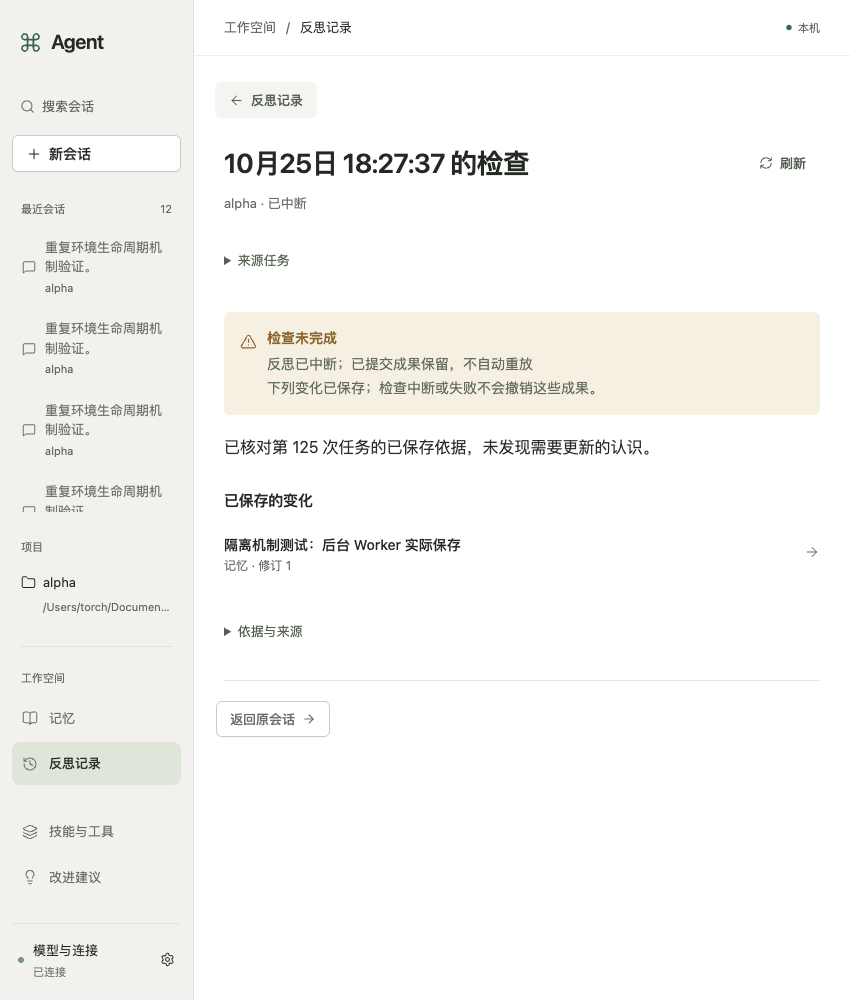 Agent
搜索会话
新会话
最近会话 12
重复环境生命周期机
制验证。
alpha
重复环境生命周期机
制验证。
alpha
重复环境生命周期机
制验证。
alpha
重复环境生命周期机
制验证
项目
alpha
/Users/torch/Documen...
工作空间
记忆
反思记录
技能与工具
改进建议
模型与连接
已连接
工作空间 / 反思记录
本机
反思记录
10月25日 18:27:37 的检查
刷新
alpha · 已中断
来源任务
检查未完成
反思已中断；已提交成果保留，不自动重放
下列变化已保存；检查中断或失败不会撤销这些成果。
已核对第 125 次任务的已保存依据，未发现需要更新的认识。
已保存的变化
隔离机制测试：后台 Worker 实际保存
记忆 · 修订 1
依据与来源
返回原会话